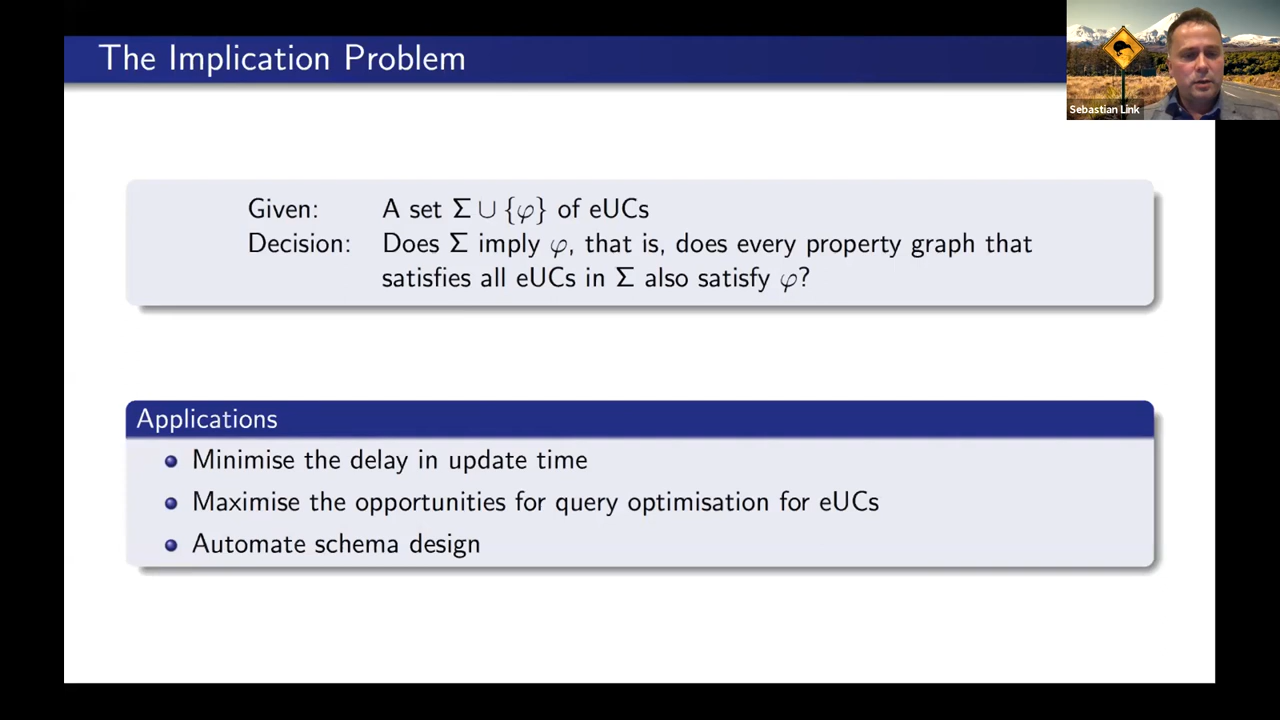 The Implication Problem
Sebastian Link
Given: A set Σ ∪ {φ} of eUCs
Decision: Does Σ imply φ, that is, does every property graph that
satisfies all eUCs in Σ also satisfy φ?
Applications
Minimise the delay in update time
Maximise the opportunities for query optimisation for eUCs
Automate schema design